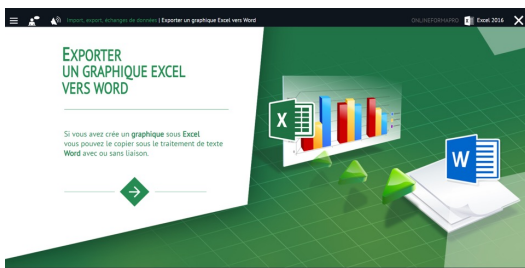 Import, export, échanges de données | Exporter un graphique Excel vers Word
ONLINEFORMAPRO
Excel 2016
EXPORTER
UN GRAPHIQUE EXCEL
VERS WORD
Si vous avez crée un graphique sous Excel
vous pouvez le copier sous le traitement de texte
Word avec ou sans liaison.
X
W